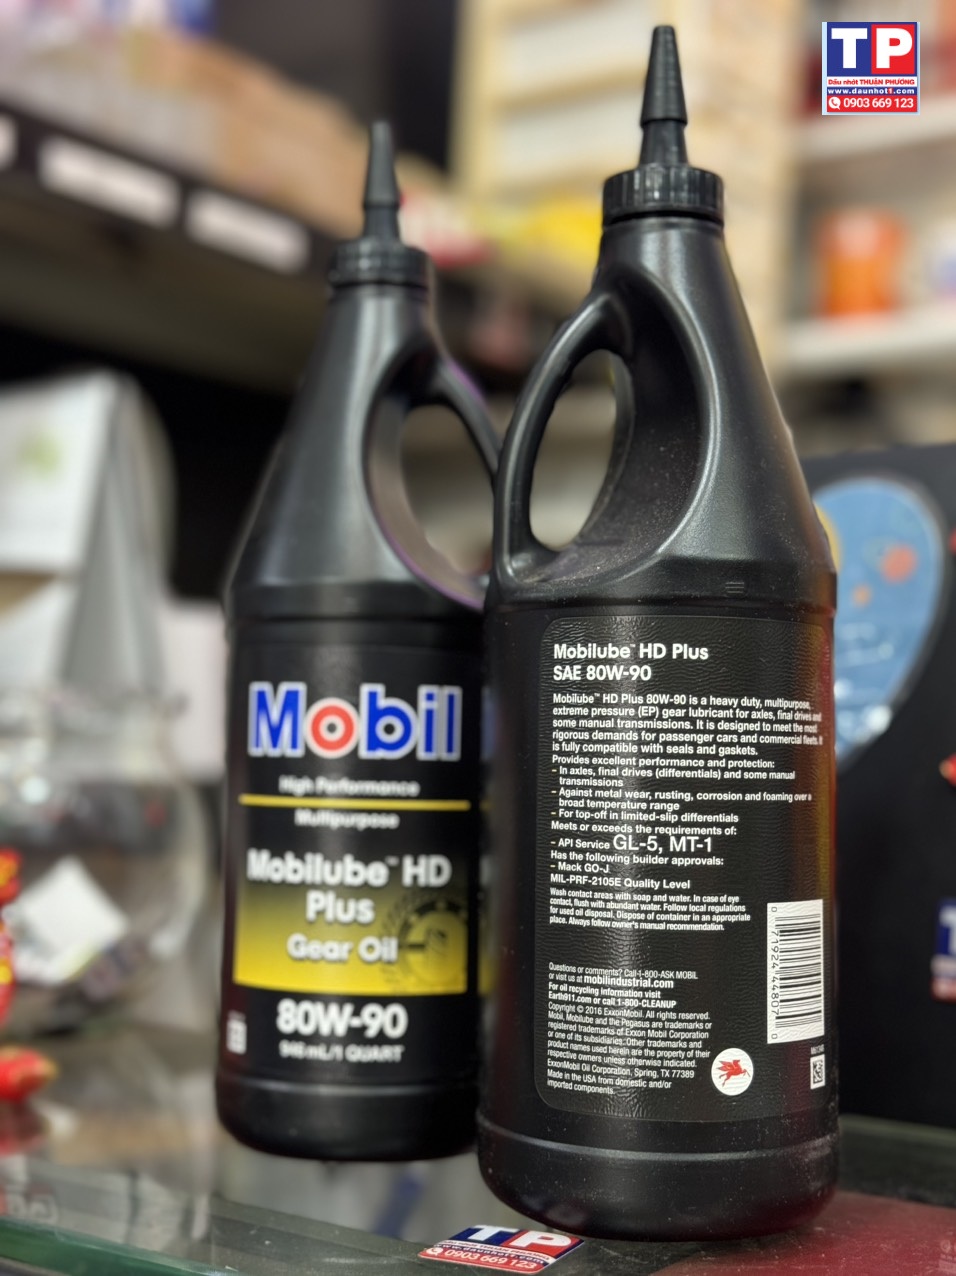 TP
Dầu nhớt THUẬN PHƯƠNG
www.daunhot1.com
0903 669 123
Mobil
High Performance
Multipurpose
Mobilube™ HD
Plus
Gear Oil
80W-90
946 mL/1 QUART
Mobilube™ HD Plus
SAE 80W-90
Mobilube™ HD Plus 80W-90 is a heavy duty, multipurpose,
extreme pressure (EP) gear lubricant for axles, final drives and
some manual transmissions. It is designed to meet the most
rigorous demands for passenger cars and commercial fleets. It
is fully compatible with seals and gaskets.
Provides excellent performance and protection:
– In axles, final drives (differentials) and some manual
transmissions
– Against metal wear, rusting, corrosion and foaming over a
broad temperature range
– For top-off in limited-slip differentials
Meets or exceeds the requirements of:
– API Service GL-5, MT-1
Has the following builder approvals:
– Mack GO-J
MIL-PRF-2105E Quality Level
Wash contact areas with soap and water. In case of eye
contact, flush with abundant water. Follow local regulations
for used oil disposal. Dispose of container in an appropriate
place. Always follow owner's manual recommendation.
Questions or comments? Call-1-800-ASK MOBIL
or visit us at mobilindustrial.com
For oil recycling information visit
Earth911.com or call 1-800-CLEANUP
Copyright © 2016 ExxonMobil. All rights reserved.
Mobil, Mobilube and the Pegasus are trademarks or
registered trademarks of Exxon Mobil Corporation
or one of its subsidiaries. Other trademarks and
product names used herein are the property of their
respective owners unless otherwise indicated.
ExxonMobil Oil Corporation, Spring, TX 77389
Made in the USA from domestic and/or
imported components.
0 71924 44807 0
TP
www.daunhot1.com
0903 669 123